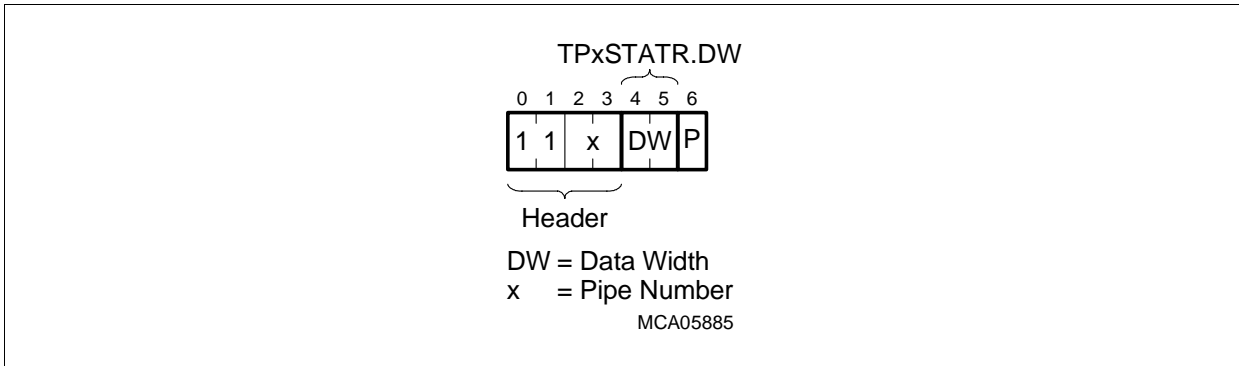 TPxSTATR.DW
0 1 2 3 4 5 6
1 1 x DW P
Header
DW = Data Width
x = Pipe Number
MCA05885